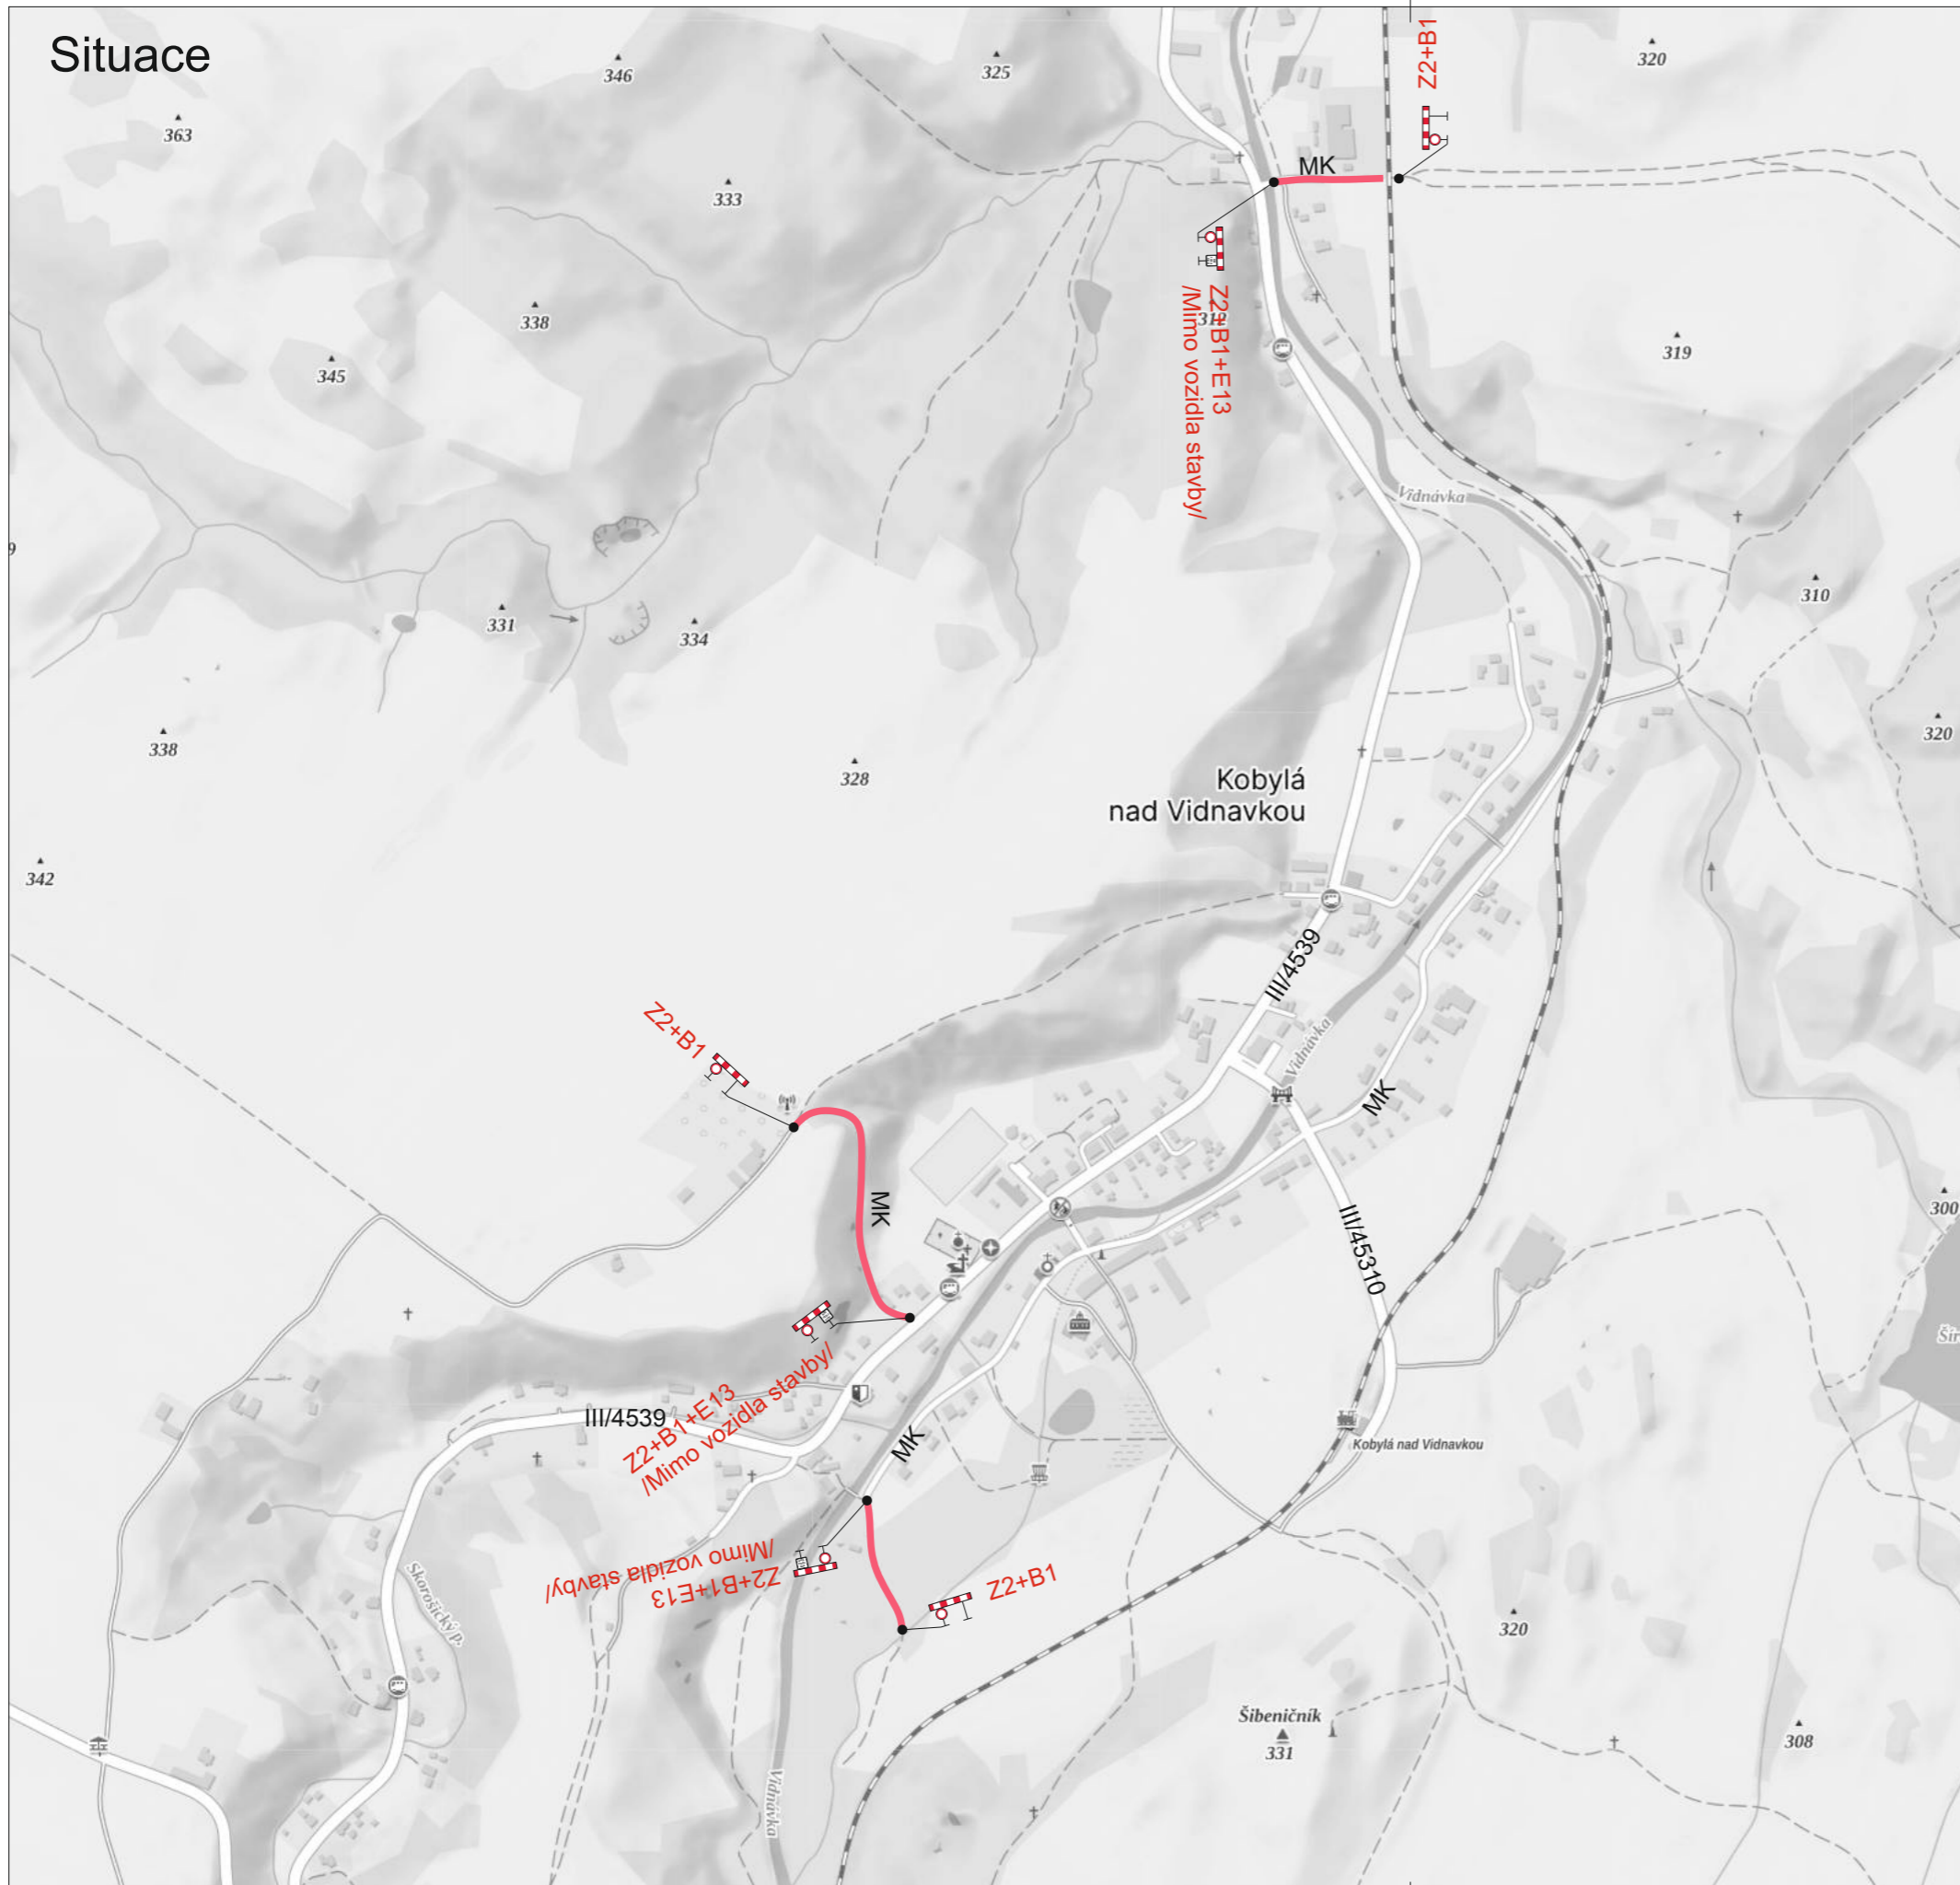 Situace
346
325
320
363
333
Z2+B1
MK
338
345
312
Z2+B1+E13
/Mimo vozidla stavby/
319
Vidnávka
9
331
334
310
338
328
320
Kobylá
nad Vidnavkou
342
III/4539
Vidnávka
Z2+B1
MK
MK
III/45310
300
Šír
Z2+B1+E13
/Mimo vozidla stavby/
III/4539
MK
Kobylá nad Vidnavkou
Z2+B1+E13
/Mimo vozidla stavby/
Z2+B1
Skorošický p.
320
Šibeničník
331
308
Vidnávka